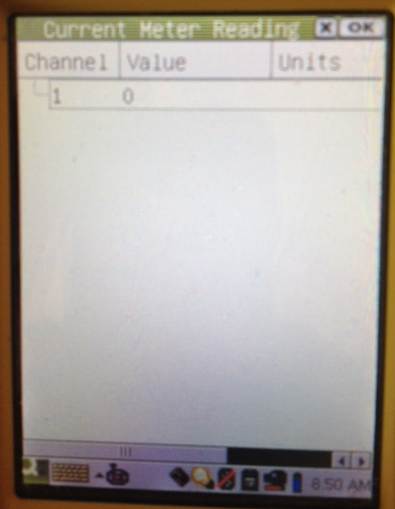 Current Meter Reading X OK
Channel Value Units
1 0
8:50 AM